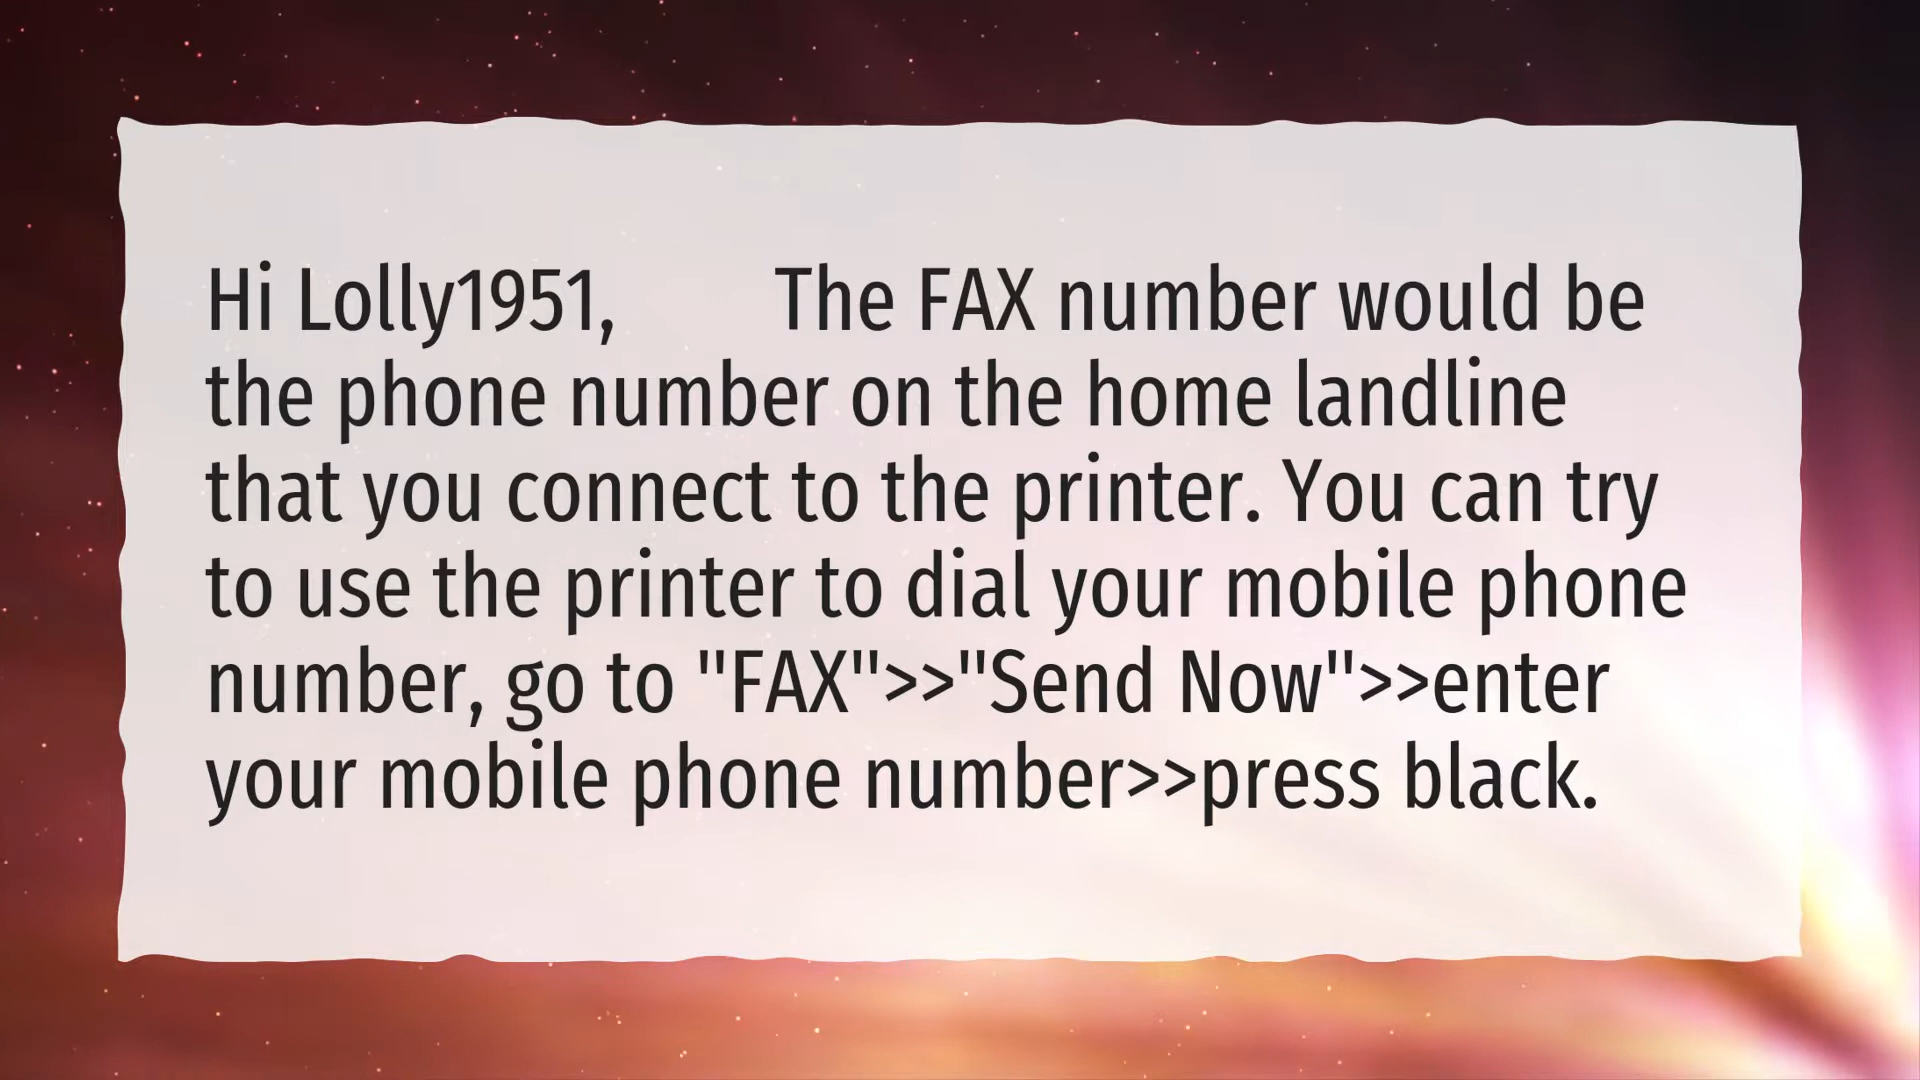 Hi Lolly1951,       The FAX number would be
the phone number on the home landline
that you connect to the printer. You can try
to use the printer to dial your mobile phone
number, go to "FAX">>"Send Now">>enter
your mobile phone number>>press black.